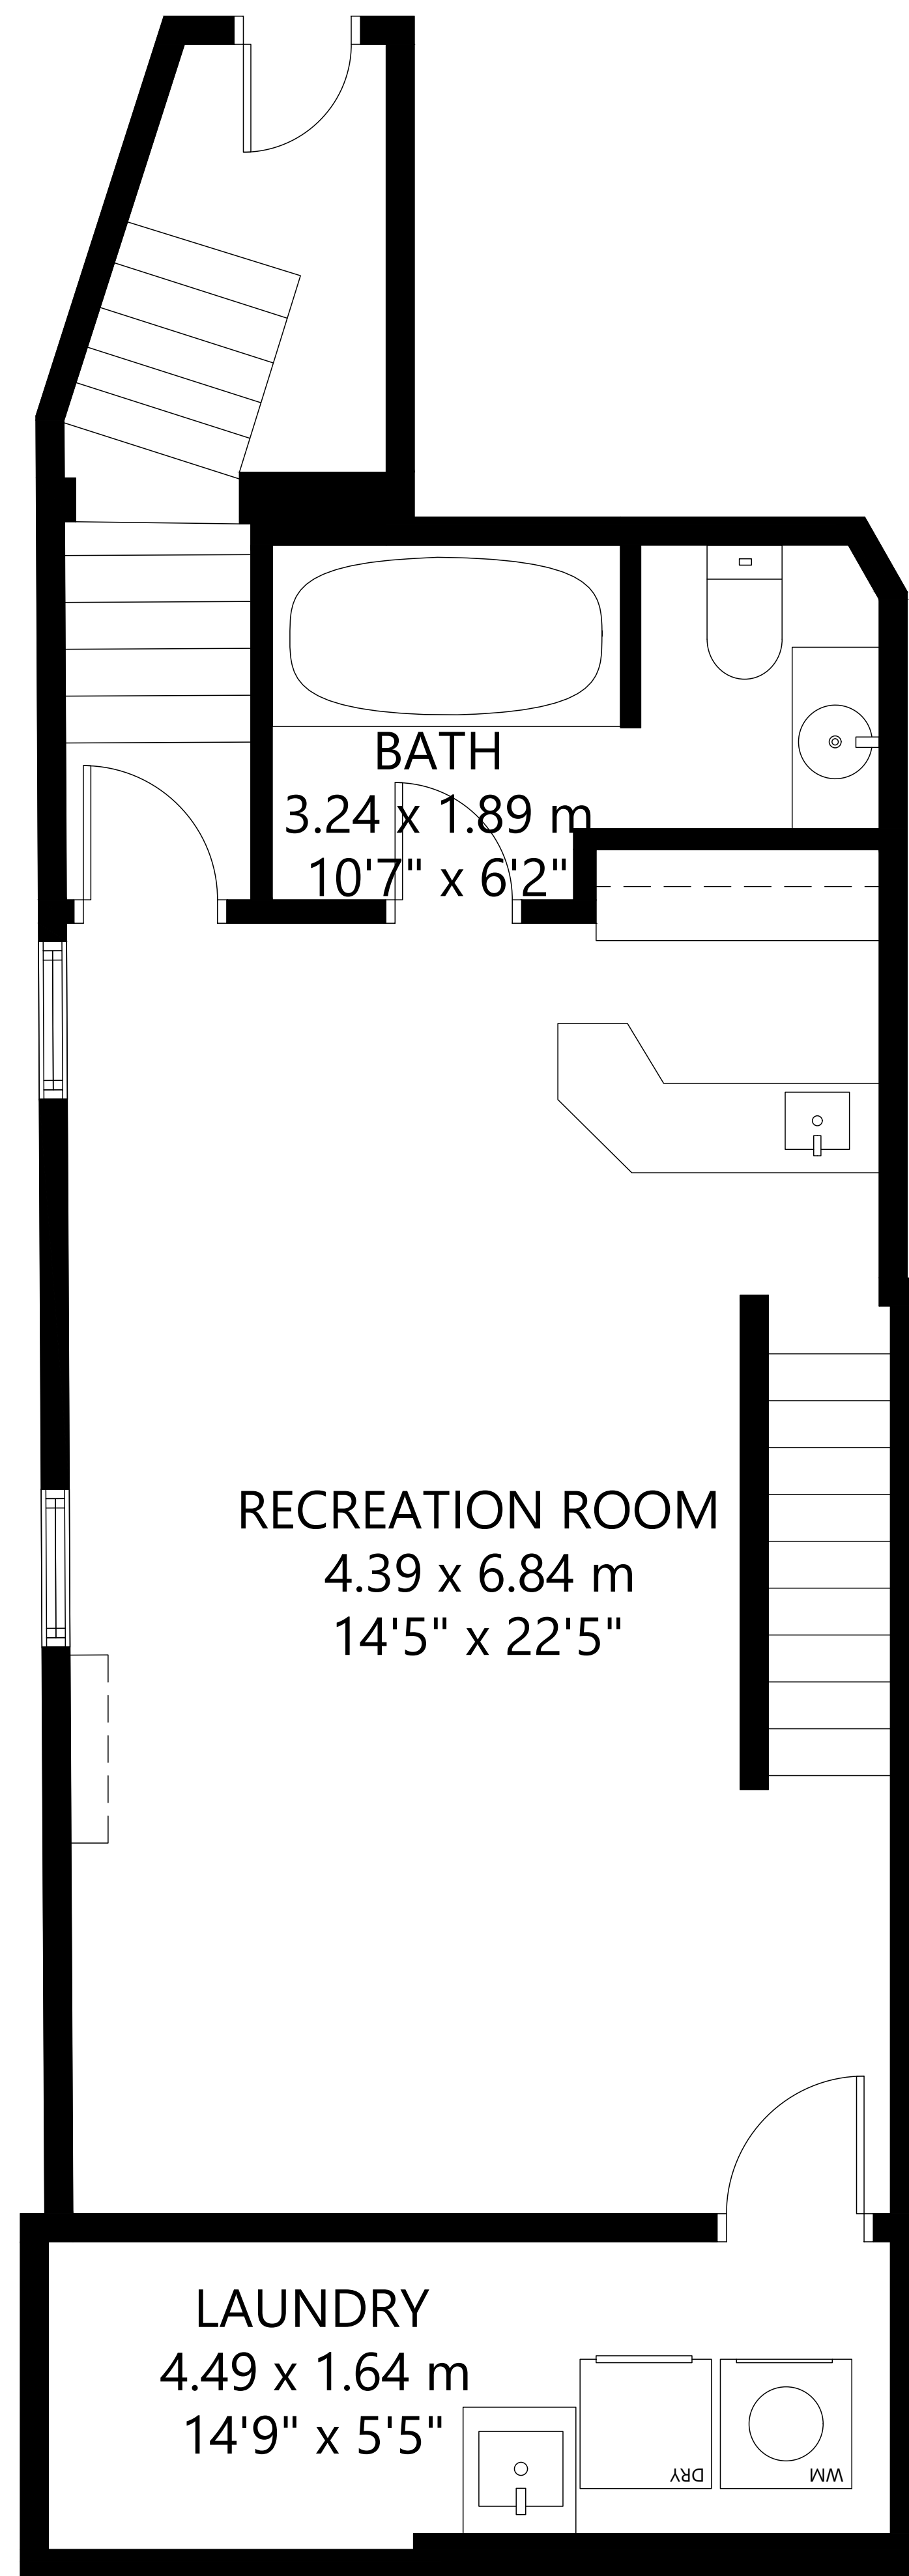 BATH
3.24 x 1.89 m
10'7" x 6'2"
RECREATION ROOM
4.39 x 6.84 m
14'5" x 22'5"
LAUNDRY
4.49 x 1.64 m
14'9" x 5'5"
DRY
WM